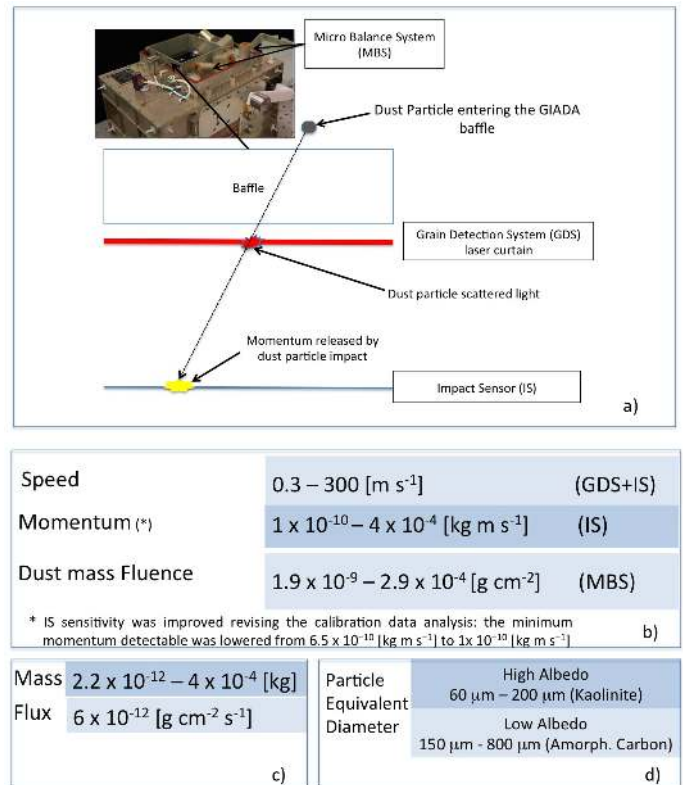 Micro Balance System
(MBS)
Dust Particle entering the GIADA
baffle
Baffle
Grain Detection System (GDS)
laser curtain
Dust particle scattered light
Momentum released by
dust particle impact
Impact Sensor (IS)
a)
Speed 0.3 – 300 [m s⁻¹] (GDS+IS)
Momentum (*) 1 x 10⁻¹⁰ – 4 x 10⁻⁴ [kg m s⁻¹] (IS)
Dust mass Fluence 1.9 x 10⁻⁹ – 2.9 x 10⁻⁴ [g cm⁻²] (MBS)
* IS sensitivity was improved revising the calibration data analysis: the minimum
momentum detectable was lowered from 6.5 x 10⁻¹⁰ [kg m s⁻¹] to 1x 10⁻¹⁰ [kg m s⁻¹]
b)
Mass 2.2 x 10⁻¹² – 4 x 10⁻⁴ [kg]
Flux 6 x 10⁻¹² [g cm⁻² s⁻¹]
c)
Particle
Equivalent
Diameter
High Albedo
60 μm – 200 μm (Kaolinite)
Low Albedo
150 μm - 800 μm (Amorph. Carbon)
d)